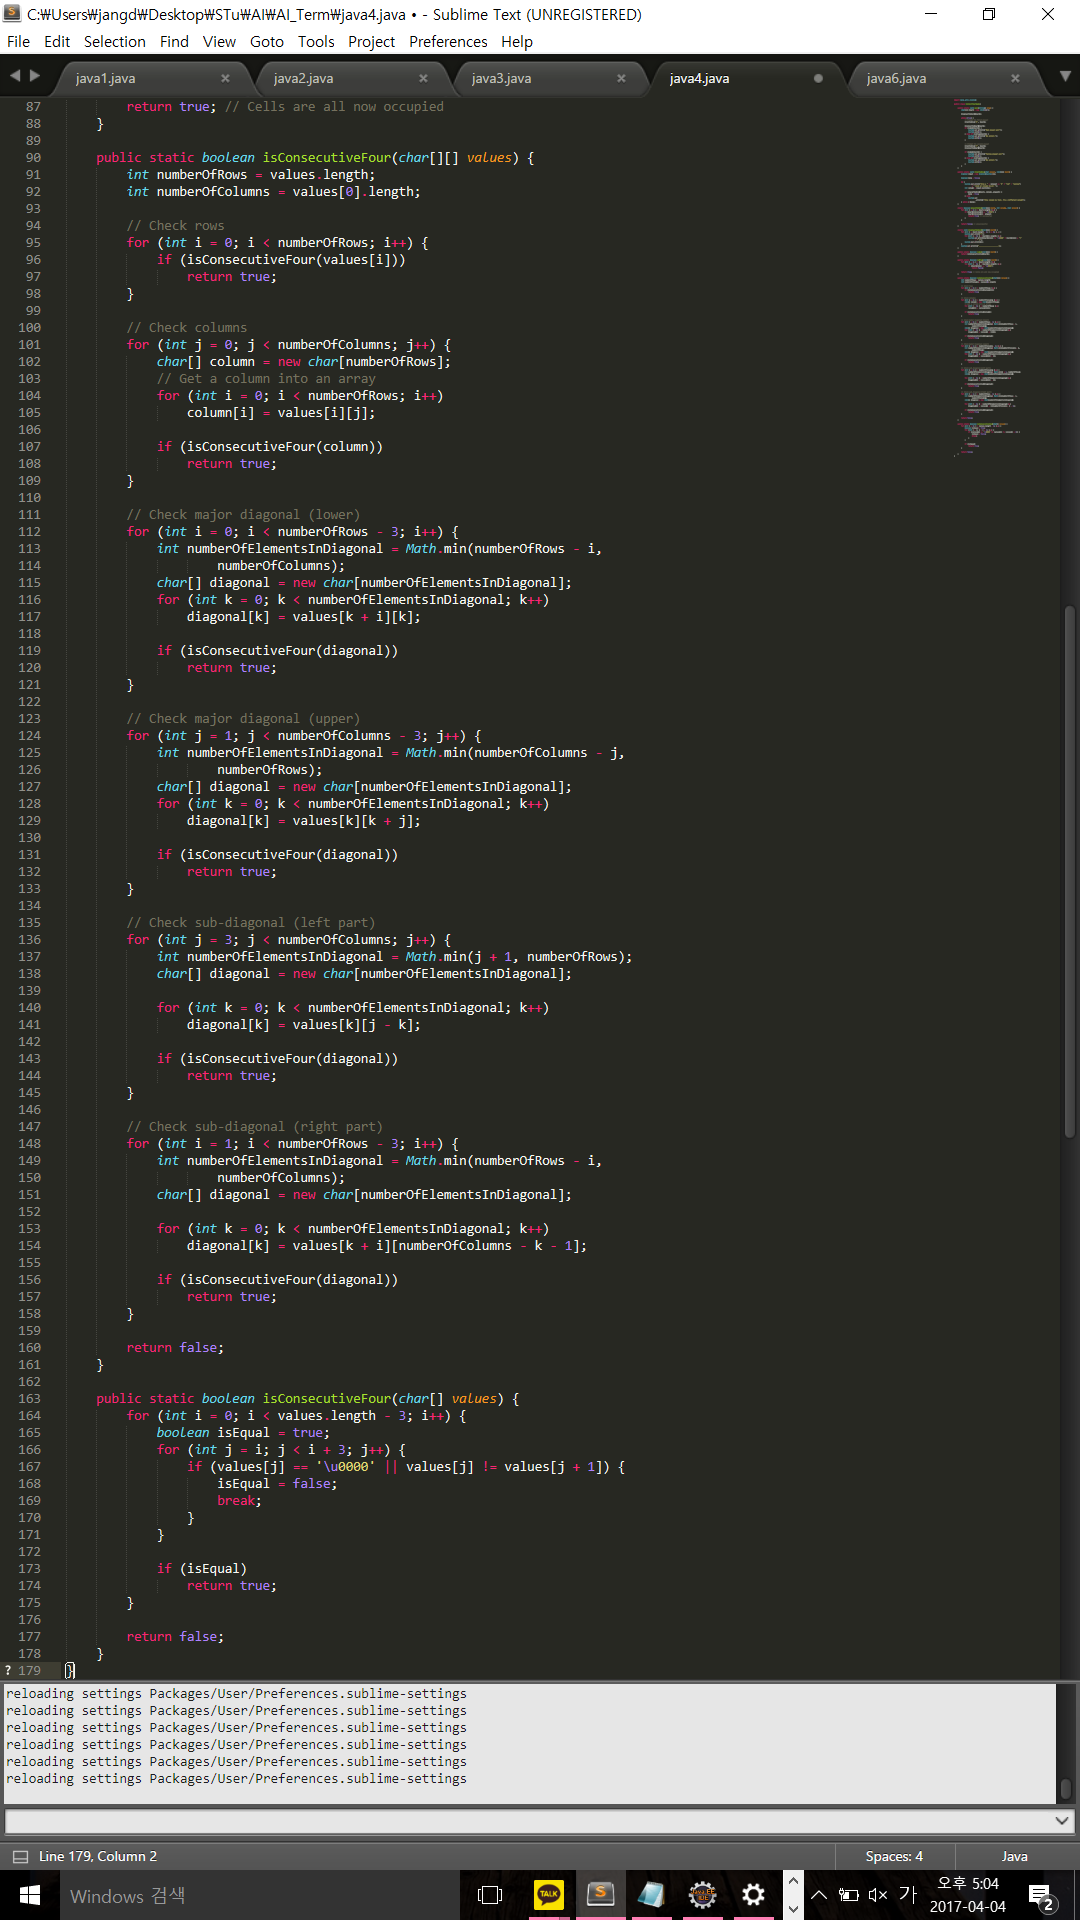 C:₩Users₩jangd₩Desktop₩STu₩AI₩AI_Term₩java4.java • - Sublime Text (UNREGISTERED)
File Edit Selection Find View Goto Tools Project Preferences Help
java1.java java2.java java3.java java4.java java6.java
87 return true; // Cells are all now occupied
88 }
89
90 public static boolean isConsecutiveFour(char[][] values) {
91 int numberOfRows = values.length;
92 int numberOfColumns = values[0].length;
93
94 // Check rows
95 for (int i = 0; i < numberOfRows; i++) {
96 if (isConsecutiveFour(values[i]))
97 return true;
98 }
99
100 // Check columns
101 for (int j = 0; j < numberOfColumns; j++) {
102 char[] column = new char[numberOfRows];
103 // Get a column into an array
104 for (int i = 0; i < numberOfRows; i++)
105 column[i] = values[i][j];
106
107 if (isConsecutiveFour(column))
108 return true;
109 }
110
111 // Check major diagonal (lower)
112 for (int i = 0; i < numberOfRows - 3; i++) {
113 int numberOfElementsInDiagonal = Math.min(numberOfRows - i,
114 numberOfColumns);
115 char[] diagonal = new char[numberOfElementsInDiagonal];
116 for (int k = 0; k < numberOfElementsInDiagonal; k++)
117 diagonal[k] = values[k + i][k];
118
119 if (isConsecutiveFour(diagonal))
120 return true;
121 }
122
123 // Check major diagonal (upper)
124 for (int j = 1; j < numberOfColumns - 3; j++) {
125 int numberOfElementsInDiagonal = Math.min(numberOfColumns - j,
126 numberOfRows);
127 char[] diagonal = new char[numberOfElementsInDiagonal];
128 for (int k = 0; k < numberOfElementsInDiagonal; k++)
129 diagonal[k] = values[k][k + j];
130
131 if (isConsecutiveFour(diagonal))
132 return true;
133 }
134
135 // Check sub-diagonal (left part)
136 for (int j = 3; j < numberOfColumns; j++) {
137 int numberOfElementsInDiagonal = Math.min(j + 1, numberOfRows);
138 char[] diagonal = new char[numberOfElementsInDiagonal];
139
140 for (int k = 0; k < numberOfElementsInDiagonal; k++)
141 diagonal[k] = values[k][j - k];
142
143 if (isConsecutiveFour(diagonal))
144 return true;
145 }
146
147 // Check sub-diagonal (right part)
148 for (int i = 1; i < numberOfRows - 3; i++) {
149 int numberOfElementsInDiagonal = Math.min(numberOfRows - i,
150 numberOfColumns);
151 char[] diagonal = new char[numberOfElementsInDiagonal];
152
153 for (int k = 0; k < numberOfElementsInDiagonal; k++)
154 diagonal[k] = values[k + i][numberOfColumns - k - 1];
155
156 if (isConsecutiveFour(diagonal))
157 return true;
158 }
159
160 return false;
161 }
162
163 public static boolean isConsecutiveFour(char[] values) {
164 for (int i = 0; i < values.length - 3; i++) {
165 boolean isEqual = true;
166 for (int j = i; j < i + 3; j++) {
167 if (values[j] == '\u0000' || values[j] != values[j + 1]) {
168 isEqual = false;
169 break;
170 }
171 }
172
173 if (isEqual)
174 return true;
175 }
176
177 return false;
178 }
? 179 }
reloading settings Packages/User/Preferences.sublime-settings
reloading settings Packages/User/Preferences.sublime-settings
reloading settings Packages/User/Preferences.sublime-settings
reloading settings Packages/User/Preferences.sublime-settings
reloading settings Packages/User/Preferences.sublime-settings
reloading settings Packages/User/Preferences.sublime-settings
Line 179, Column 2 Spaces: 4 Java
Windows 검색 TALK 가 오후 5:04
2017-04-04 2